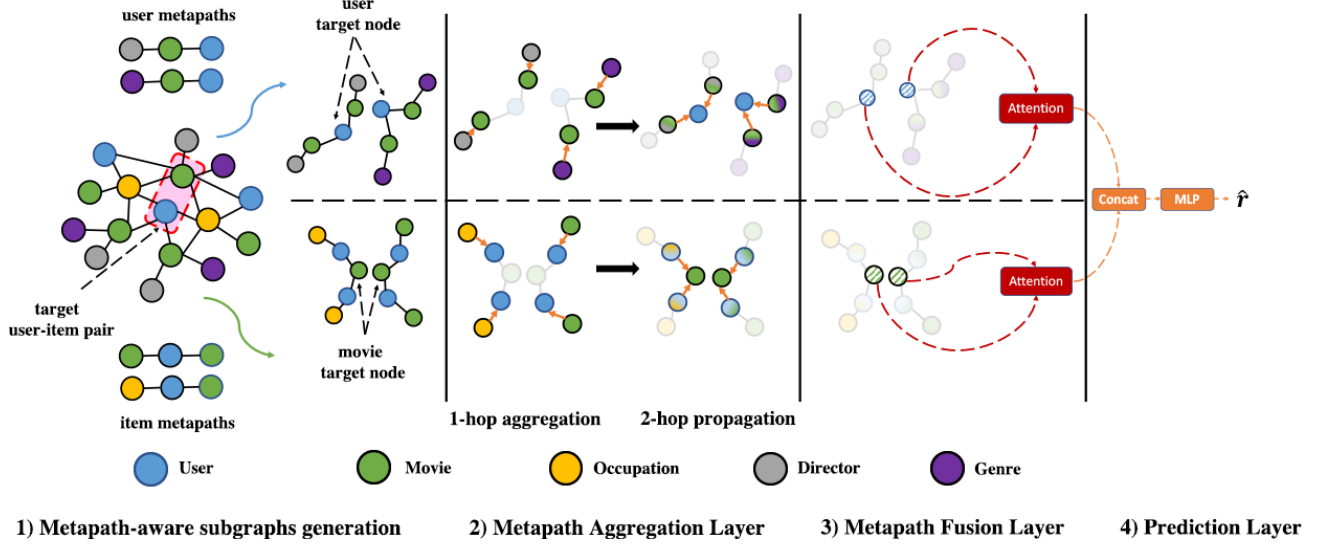 user metapaths
user
target node
target
user-item pair
item metapaths
movie
target node
1-hop aggregation
2-hop propagation
Attention
Attention
Concat
MLP
r̂
User
Movie
Occupation
Director
Genre
1) Metapath-aware subgraphs generation
2) Metapath Aggregation Layer
3) Metapath Fusion Layer
4) Prediction Layer